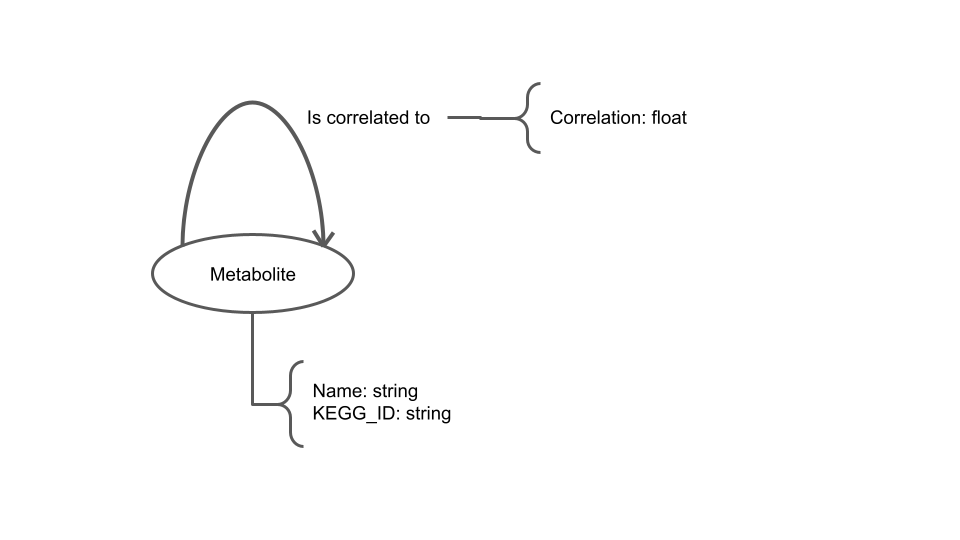 Is correlated to
Correlation: float
Metabolite
Name: string
KEGG_ID: string